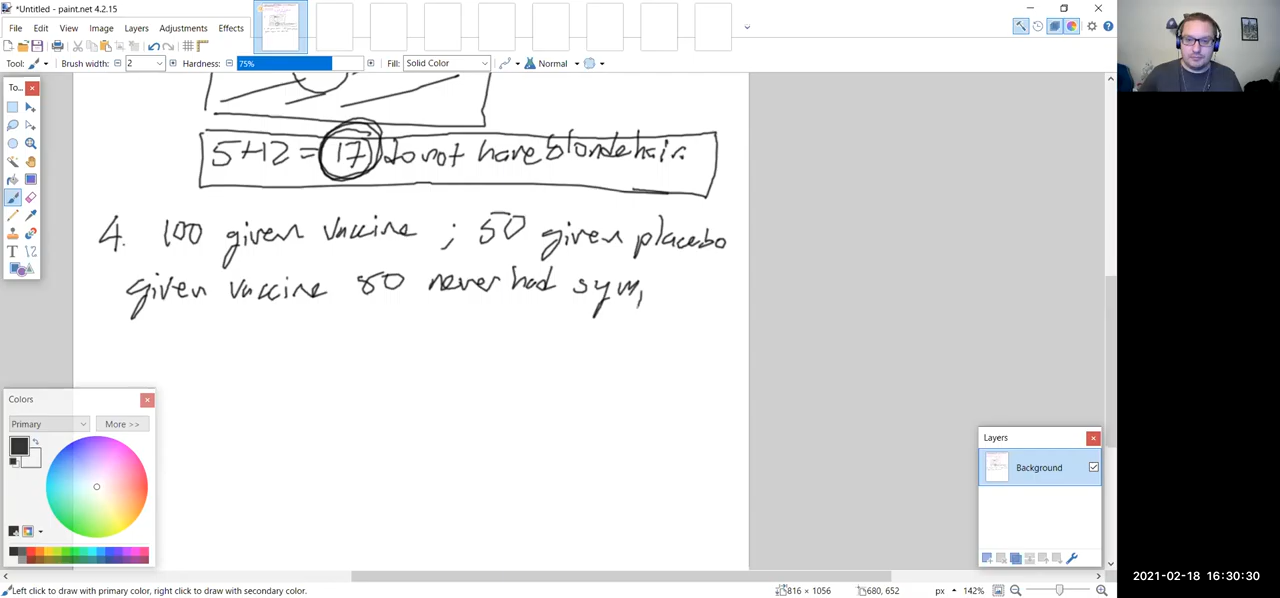 *Untitled - paint.net 4.2.15
File Edit View Image Layers Adjustments Effects
Tool: Brush width: 2 Hardness: 75% Fill: Solid Color Normal
To...
5+12 = 17 do not have blonde hair.
4. 100 given vaccine ; 50 given placebo
given vaccine 80 never had sym
Colors
Primary More >>
Layers
Background
Left click to draw with primary color, right click to draw with secondary color. 816 × 1056 680, 652 px 142%
2021-02-18 16:30:30